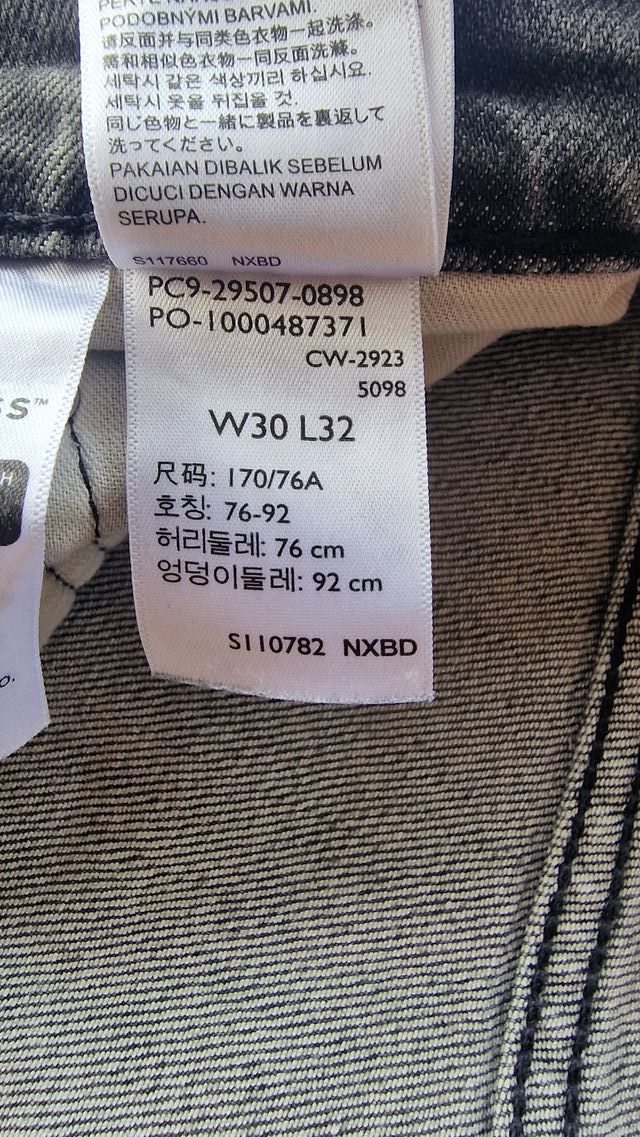 PODOBNÝMI BARVAMI.
请反面并与同类色衣物一起洗涤。
需和相似色衣物一同反面洗滌。
세탁시 같은 색상끼리 하십시요.
세탁시 옷을 뒤집을 것.
同じ色物と一緒に製品を裏返して
洗ってください。
PAKAIAN DIBALIK SEBELUM
DICUCI DENGAN WARNA
SERUPA.
S117660 NXBD
PC9-29507-0898
PO-1000487371
CW-2923
5098
W30 L32
尺码: 170/76A
호칭: 76-92
허리둘레: 76 cm
엉덩이둘레: 92 cm
S110782 NXBD